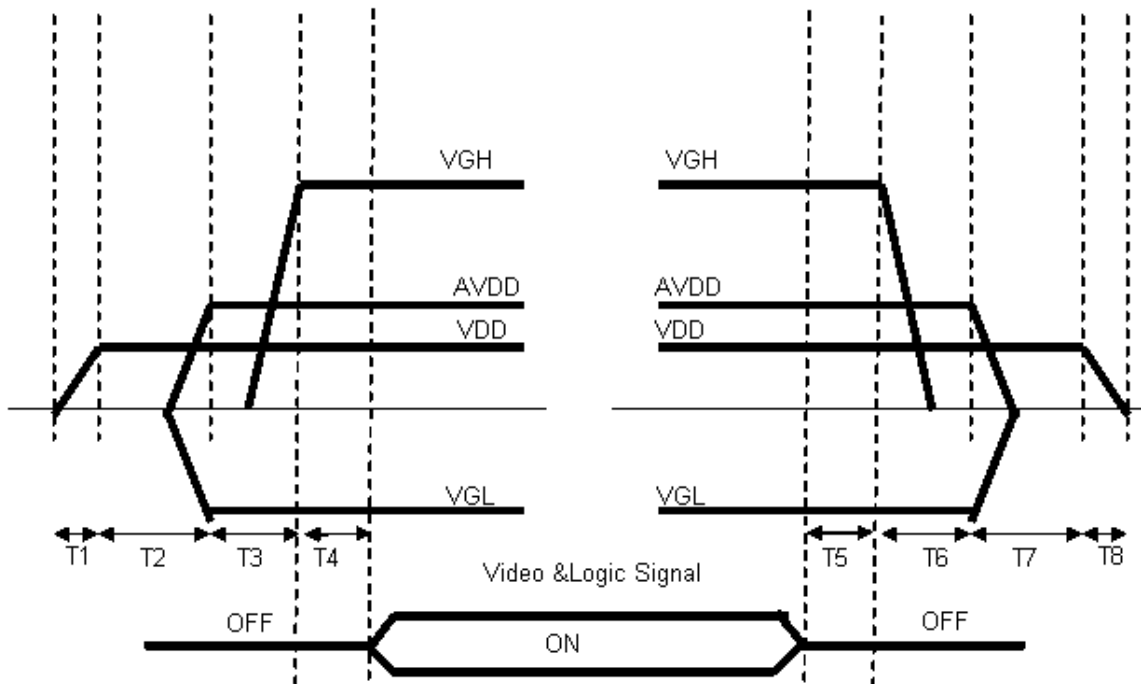 VGH
VGH
AVDD
AVDD
VDD
VDD
VGL
VGL
T1
T2
T3
T4
T5
T6
T7
T8
Video &Logic Signal
OFF
ON
OFF